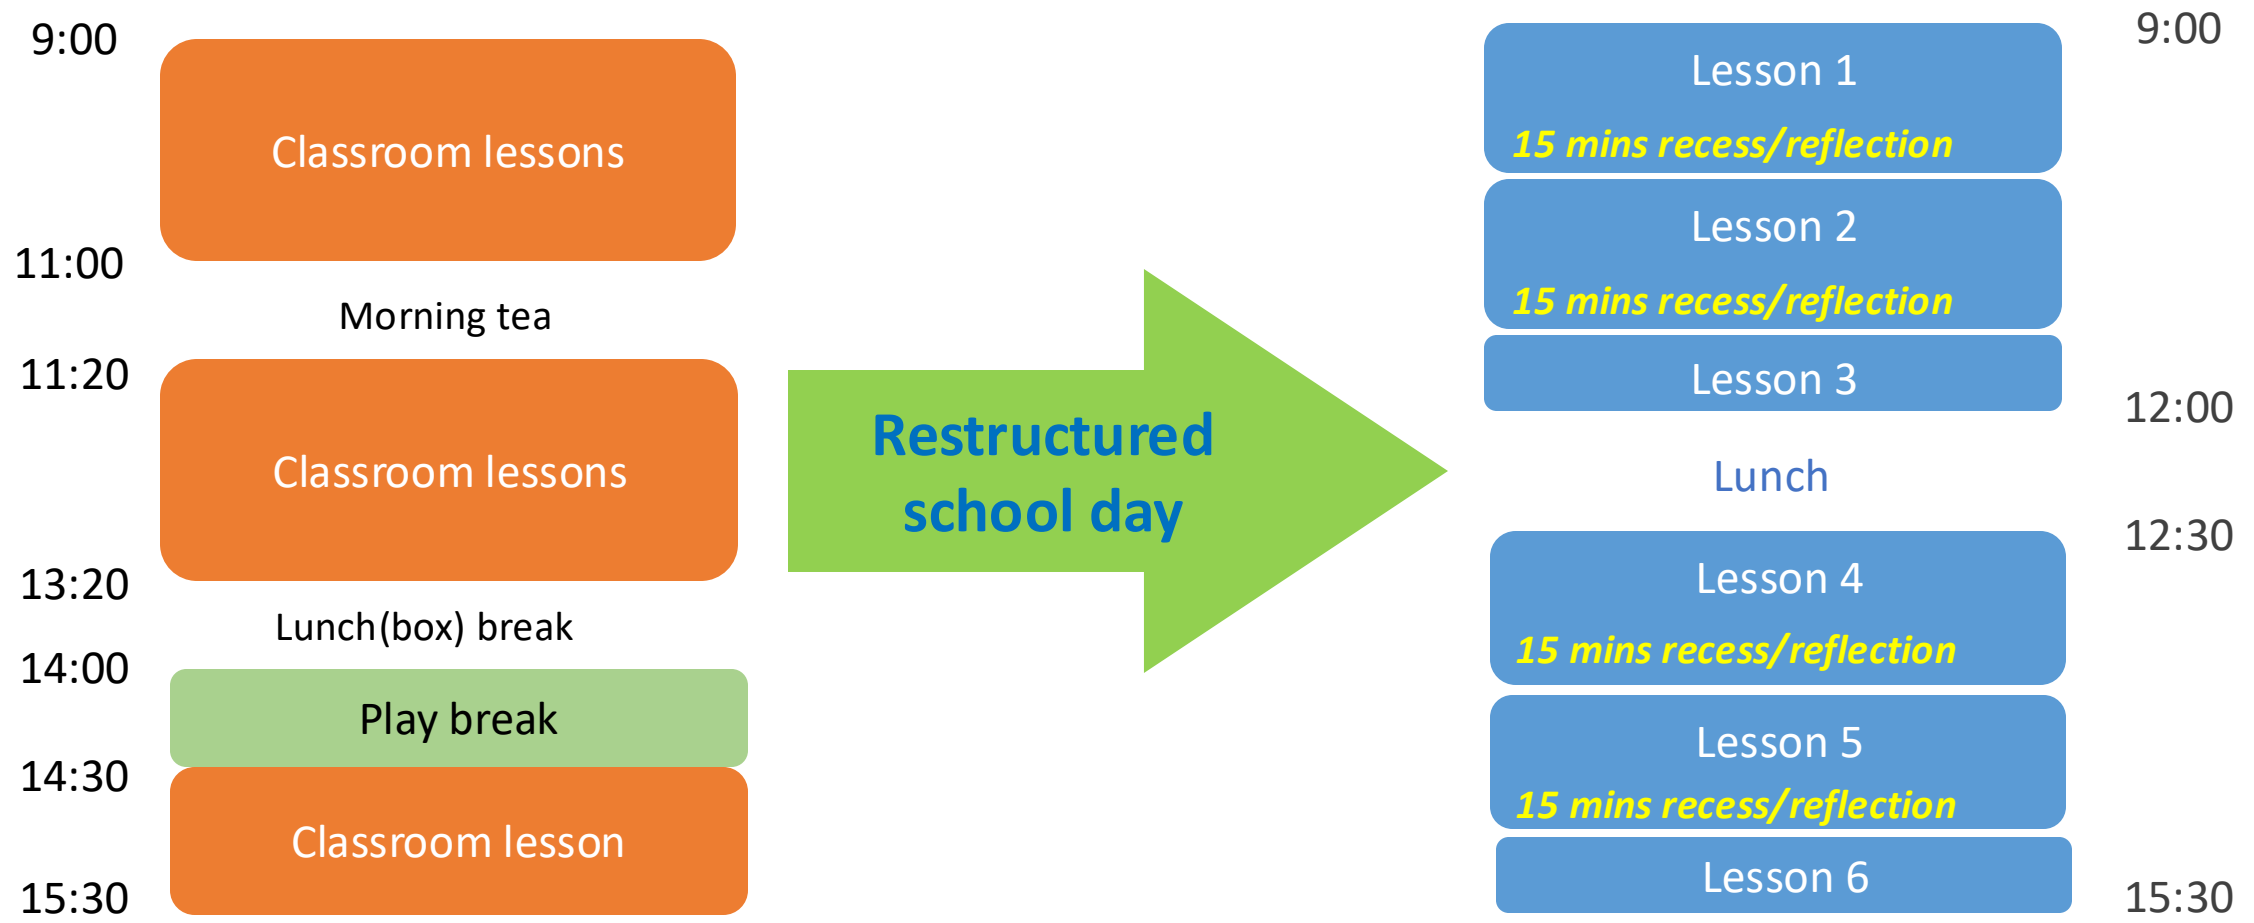 9:00
Classroom lessons
11:00
Morning tea
11:20
Classroom lessons
13:20
Lunch(box) break
14:00
Play break
14:30
Classroom lesson
15:30
Restructured
school day
9:00
Lesson 1
15 mins recess/reflection
Lesson 2
15 mins recess/reflection
Lesson 3
12:00
Lunch
12:30
Lesson 4
15 mins recess/reflection
Lesson 5
15 mins recess/reflection
Lesson 6
15:30